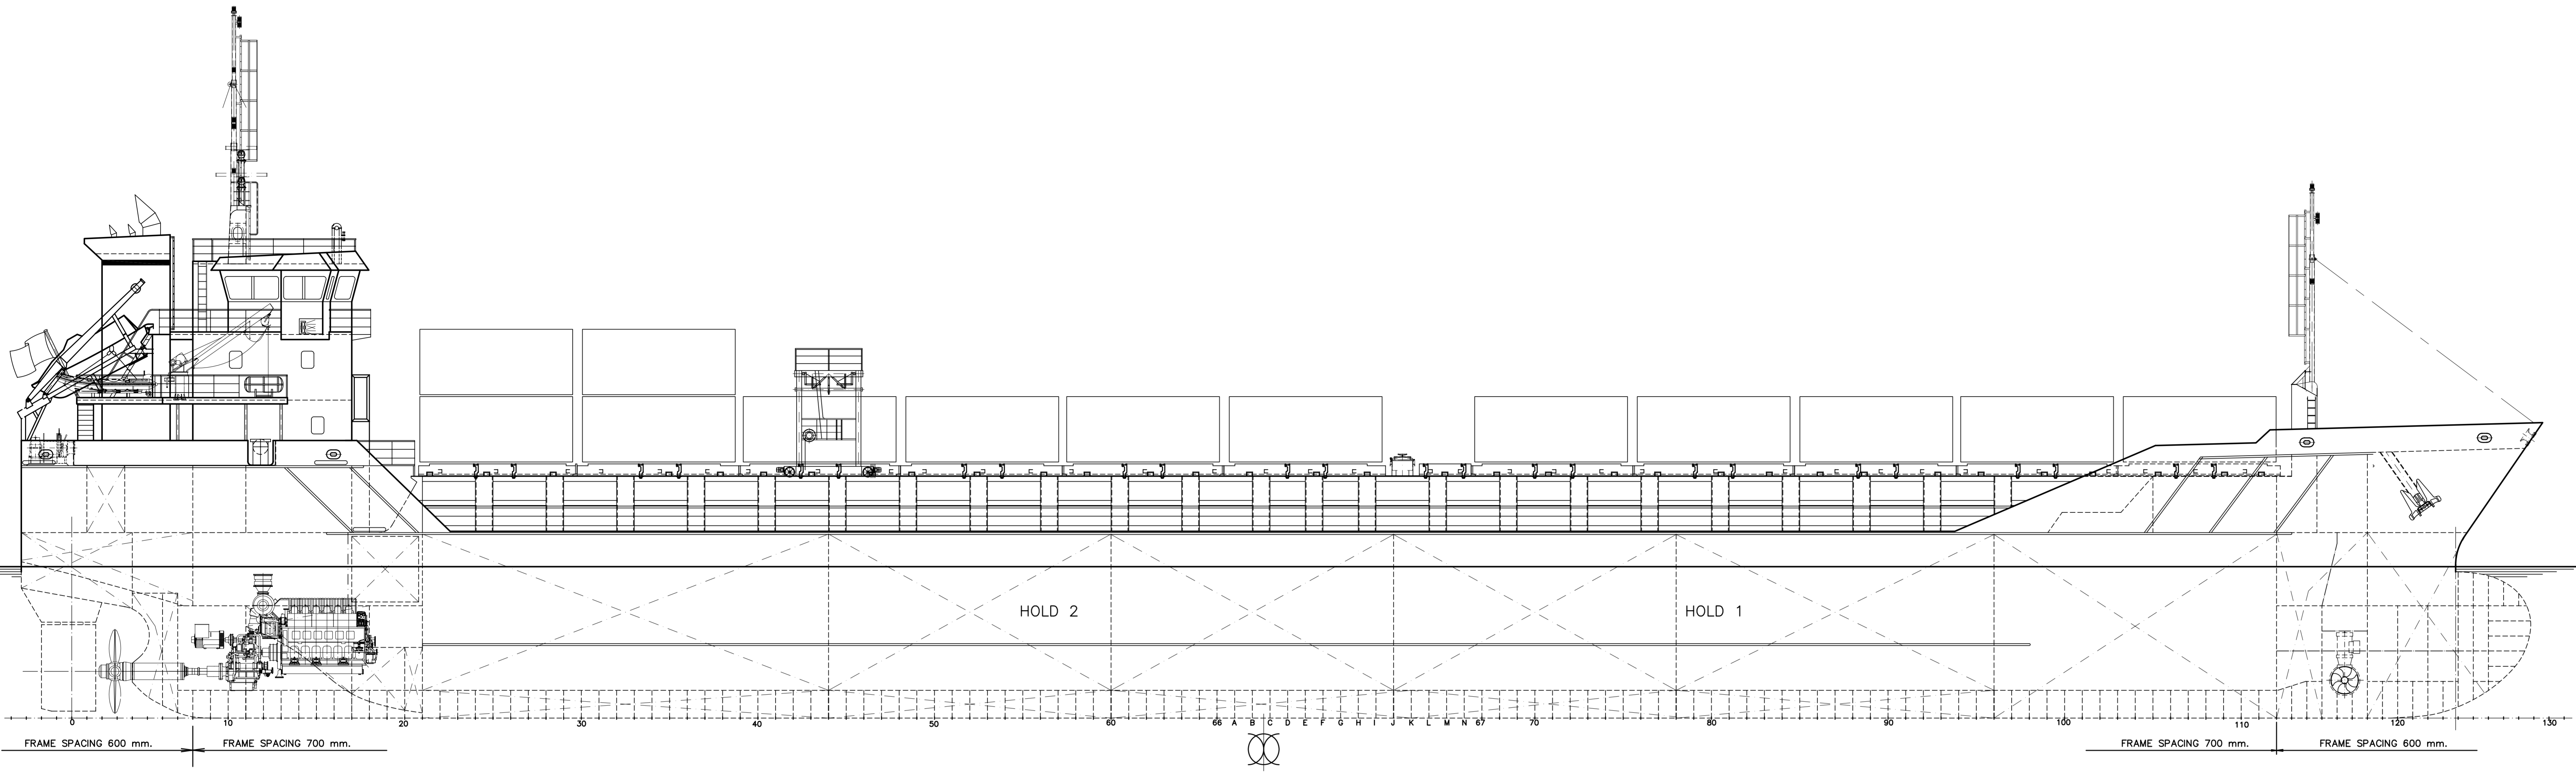 HOLD 2 HOLD 1
0 10 20 30 40 50 60 66 A B C D E F G H I J K L M N 67 70 80 90 100 110 120 130
FRAME SPACING 600 mm. FRAME SPACING 700 mm. FRAME SPACING 700 mm. FRAME SPACING 600 mm.